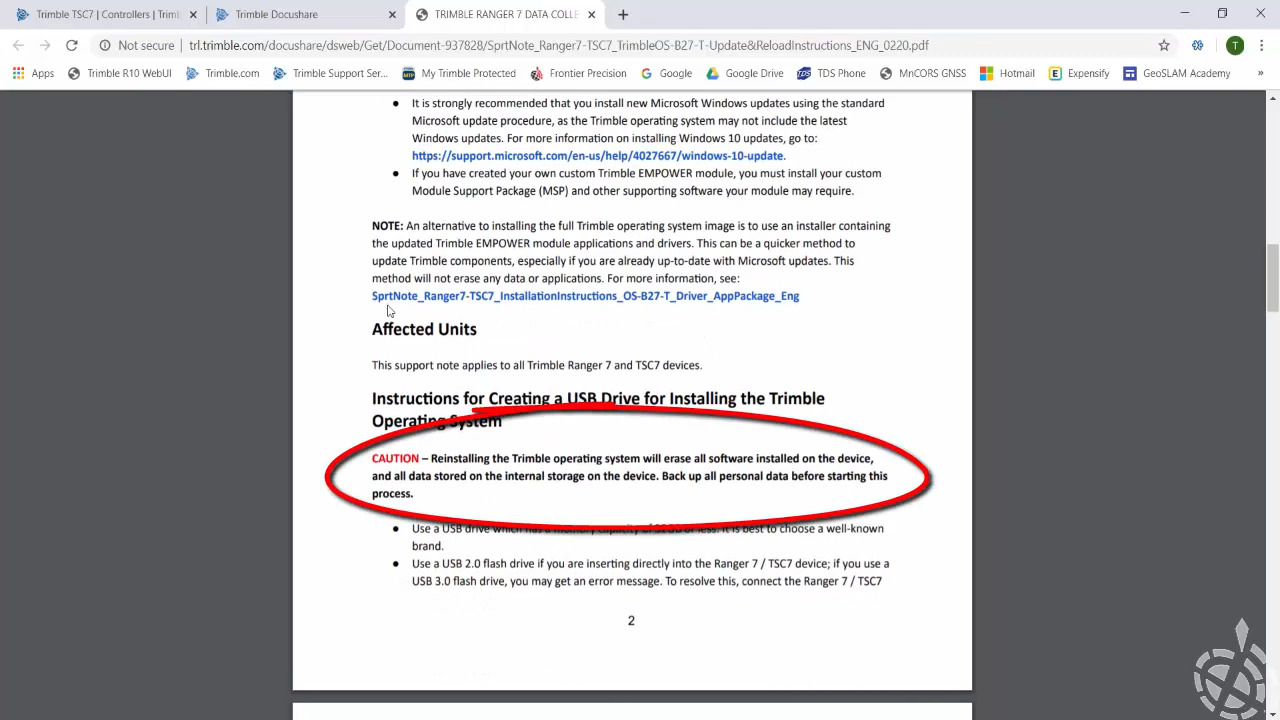 Trimble TSC7 | Controllers | Trimbl
Trimble Docushare
TRIMBLE RANGER 7 DATA COLLE
Not secure
trl.trimble.com/docushare/dsweb/Get/Document-937828/SprtNote_Ranger7-TSC7_TrimbleOS-B27-T-Update&ReloadInstructions_ENG_0220.pdf
T
Apps
Trimble R10 WebUI
Trimble.com
Trimble Support Ser...
My Trimble Protected
Frontier Precision
Google
Google Drive
TDS Phone
MnCORS GNSS
Hotmail
Expensify
GeoSLAM Academy
»
• It is strongly recommended that you install new Microsoft Windows updates using the standard
Microsoft update procedure, as the Trimble operating system may not include the latest
Windows updates. For more information on installing Windows 10 updates, go to:
https://support.microsoft.com/en-us/help/4027667/windows-10-update.
• If you have created your own custom Trimble EMPOWER module, you must install your custom
Module Support Package (MSP) and other supporting software your module may require.
NOTE: An alternative to installing the full Trimble operating system image is to use an installer containing
the updated Trimble EMPOWER module applications and drivers. This can be a quicker method to
update Trimble components, especially if you are already up-to-date with Microsoft updates. This
method will not erase any data or applications. For more information, see:
SprtNote_Ranger7-TSC7_InstallationInstructions_OS-B27-T_Driver_AppPackage_Eng
Affected Units
This support note applies to all Trimble Ranger 7 and TSC7 devices.
Instructions for Creating a USB Drive for Installing the Trimble
Operating System
CAUTION – Reinstalling the Trimble operating system will erase all software installed on the device,
and all data stored on the internal storage on the device. Back up all personal data before starting this
process.
• Use a USB drive which has a memory capicity of or less. It is best to choose a well-known
brand.
• Use a USB 2.0 flash drive if you are inserting directly into the Ranger 7 / TSC7 device; if you use a
USB 3.0 flash drive, you may get an error message. To resolve this, connect the Ranger 7 / TSC7
2